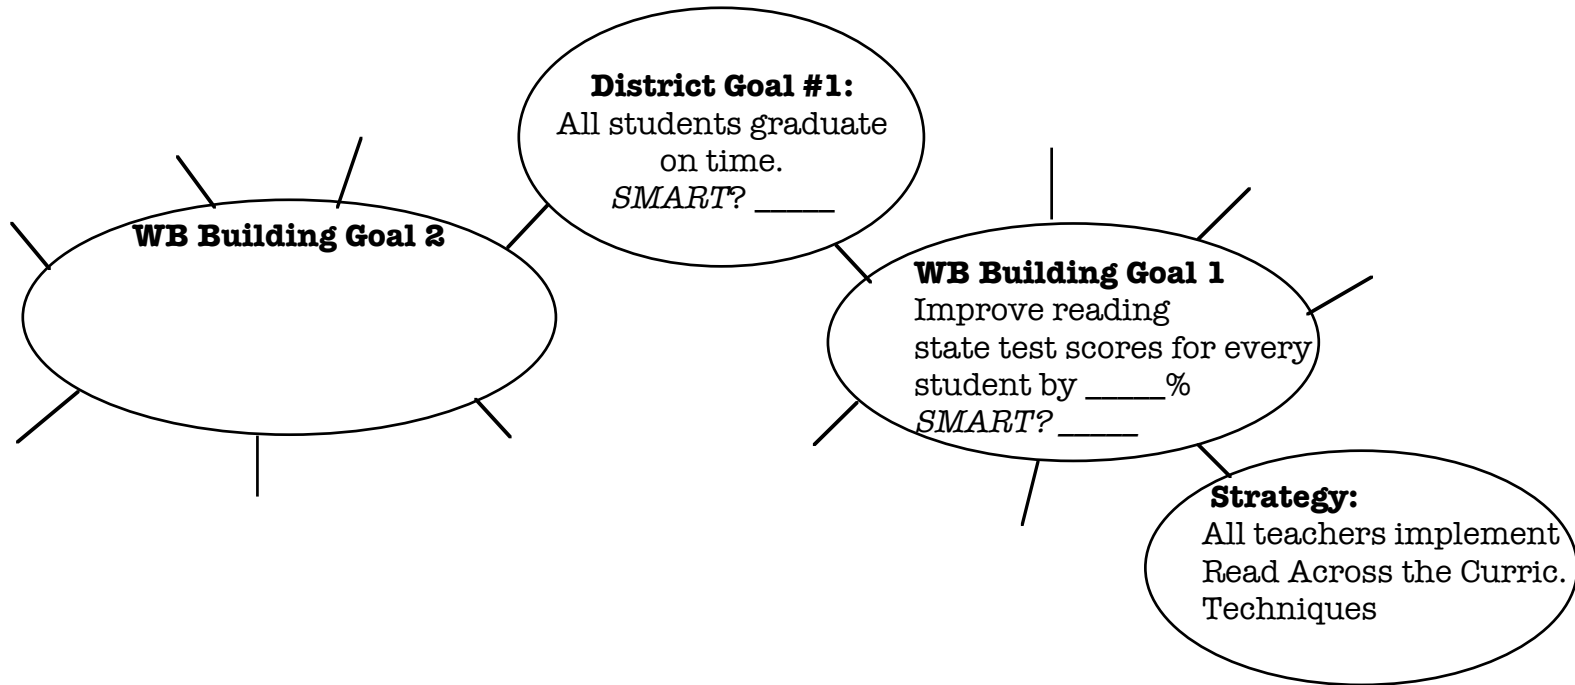 District Goal #1:
All students graduate
on time.
SMART? _____
WB Building Goal 2
WB Building Goal 1
Improve reading
state test scores for every
student by _____%
SMART? _____
Strategy:
All teachers implement
Read Across the Curric.
Techniques